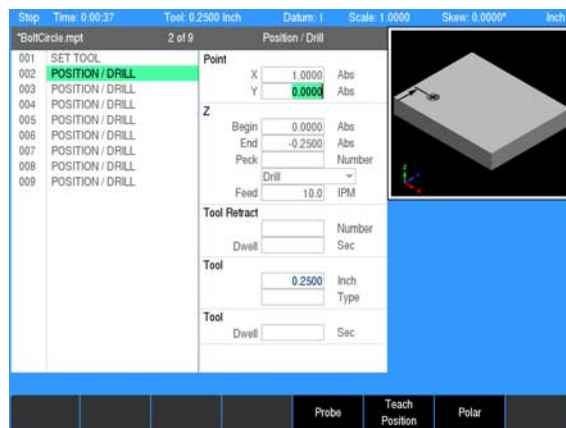 Stop Time: 0:00:37 Tool: 0.2500 Inch Datum: 1 Scale: 1.0000 Skew: 0.0000° Inch
*BoltCircle.mpt 2 of 9 Position / Drill
001 SET TOOL
002 POSITION / DRILL
003 POSITION / DRILL
004 POSITION / DRILL
005 POSITION / DRILL
006 POSITION / DRILL
007 POSITION / DRILL
008 POSITION / DRILL
009 POSITION / DRILL
Point
X 1.0000 Abs
Y 0.0000 Abs
Z
Begin 0.0000 Abs
End -0.2500 Abs
Peck Number
Drill
Feed 10.0 IPM
Tool Retract
Number
Dwell Sec
Tool
0.2500 Inch
Type
Tool
Dwell Sec
Probe Teach Position Polar